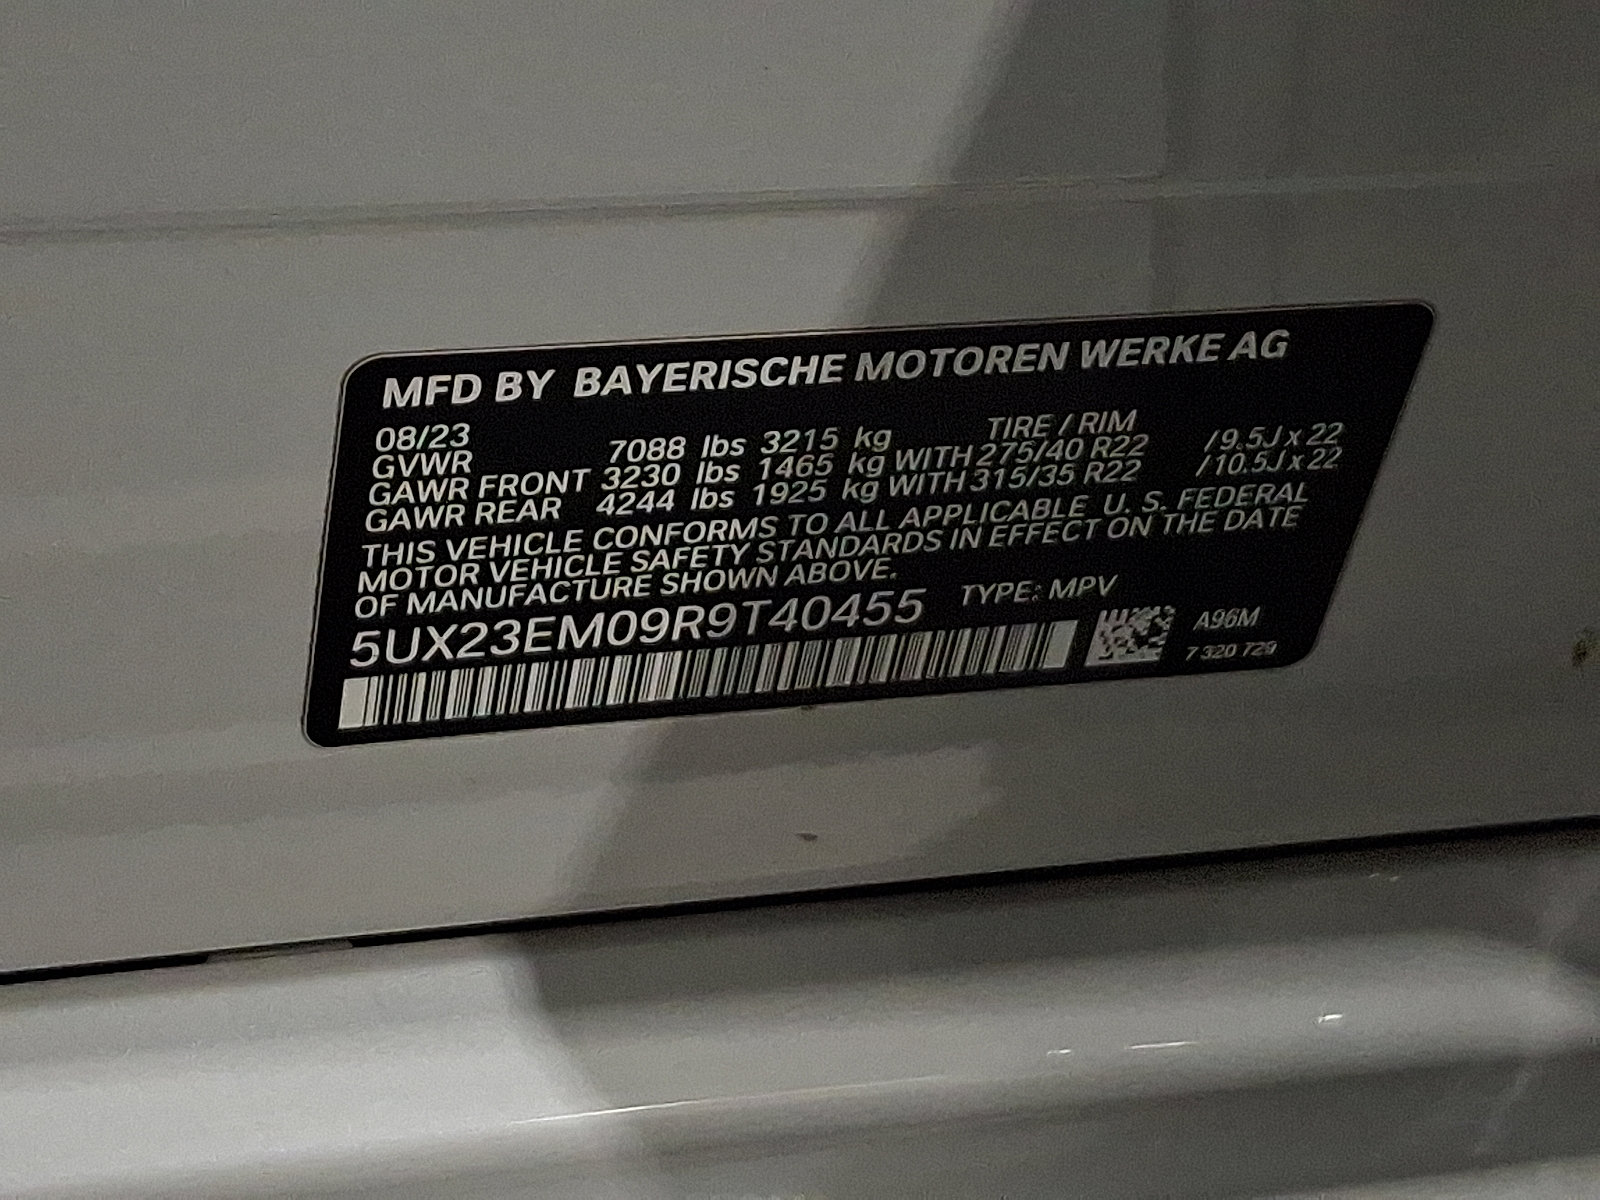 MFD BY BAYERISCHE MOTOREN WERKE AG
08/23 TIRE / RIM
GVWR 7088 lbs 3215 kg
GAWR FRONT 3230 lbs 1465 kg WITH 275/40 R22 / 9.5J x 22
GAWR REAR 4244 lbs 1925 kg WITH 315/35 R22 / 10.5J x 22
THIS VEHICLE CONFORMS TO ALL APPLICABLE U. S. FEDERAL
MOTOR VEHICLE SAFETY STANDARDS IN EFFECT ON THE DATE
OF MANUFACTURE SHOWN ABOVE.
5UX23EM09R9T40455 TYPE: MPV
A96M
7 320 729